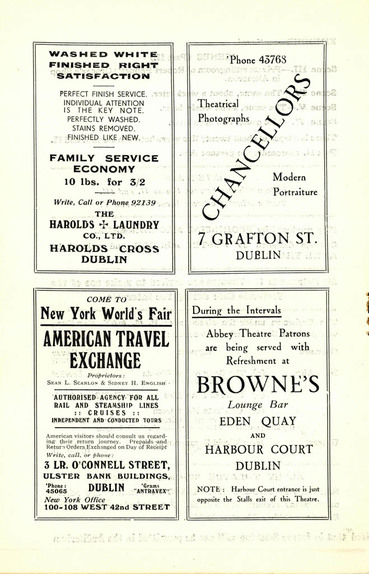 WASHED WHITE
FINISHED RIGHT
SATISFACTION
PERFECT FINISH SERVICE.
INDIVIDUAL ATTENTION
IS THE KEY NOTE.
PERFECTLY WASHED.
STAINS REMOVED.
FINISHED LIKE NEW.
FAMILY SERVICE
ECONOMY
10 lbs. for 3/2
Write, Call or Phone 92139
THE
HAROLDS ✢ LAUNDRY
CO., LTD.
HAROLDS CROSS
DUBLIN
'Phone 43763
Theatrical
Photographs
CHANCELLORS
Modern
Portraiture
7 GRAFTON ST.
DUBLIN
COME TO
New York World's Fair
AMERICAN TRAVEL
EXCHANGE
Proprietors:
SEAN L. SCANLON & SIDNEY H. ENGLISH
AUTHORISED AGENCY FOR ALL
RAIL AND STEAMSHIP LINES
:: CRUISES ::
INDEPENDENT AND CONDUCTED TOURS
American visitors should consult us regard-
ing their return journey. Prepaids and
Return Orders Exchanged on Day of Receipt
Write, call, or phone:
3 LR. O'CONNELL STREET,
ULSTER BANK BUILDINGS,
'Phone: 45065 DUBLIN 'Grams "ANTRAVEX"
New York Office
100-108 WEST 42nd STREET
During the Intervals
Abbey Theatre Patrons
are being served with
Refreshment at
BROWNE'S
Lounge Bar
EDEN QUAY
AND
HARBOUR COURT
DUBLIN
NOTE : Harbour Court entrance is just
opposite the Stalls exit of this Theatre.